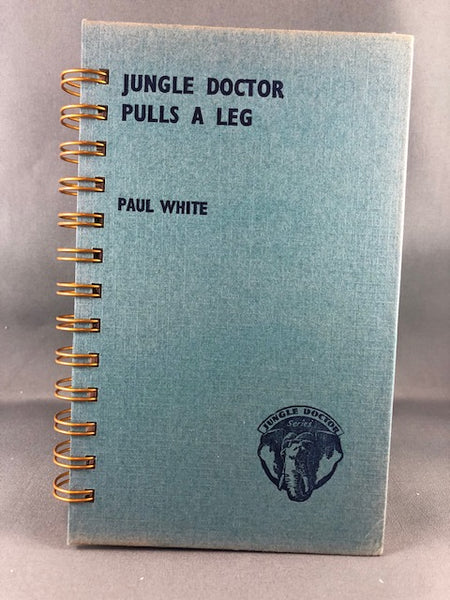 JUNGLE DOCTOR
PULLS A LEG
PAUL WHITE
JUNGLE DOCTOR
Series